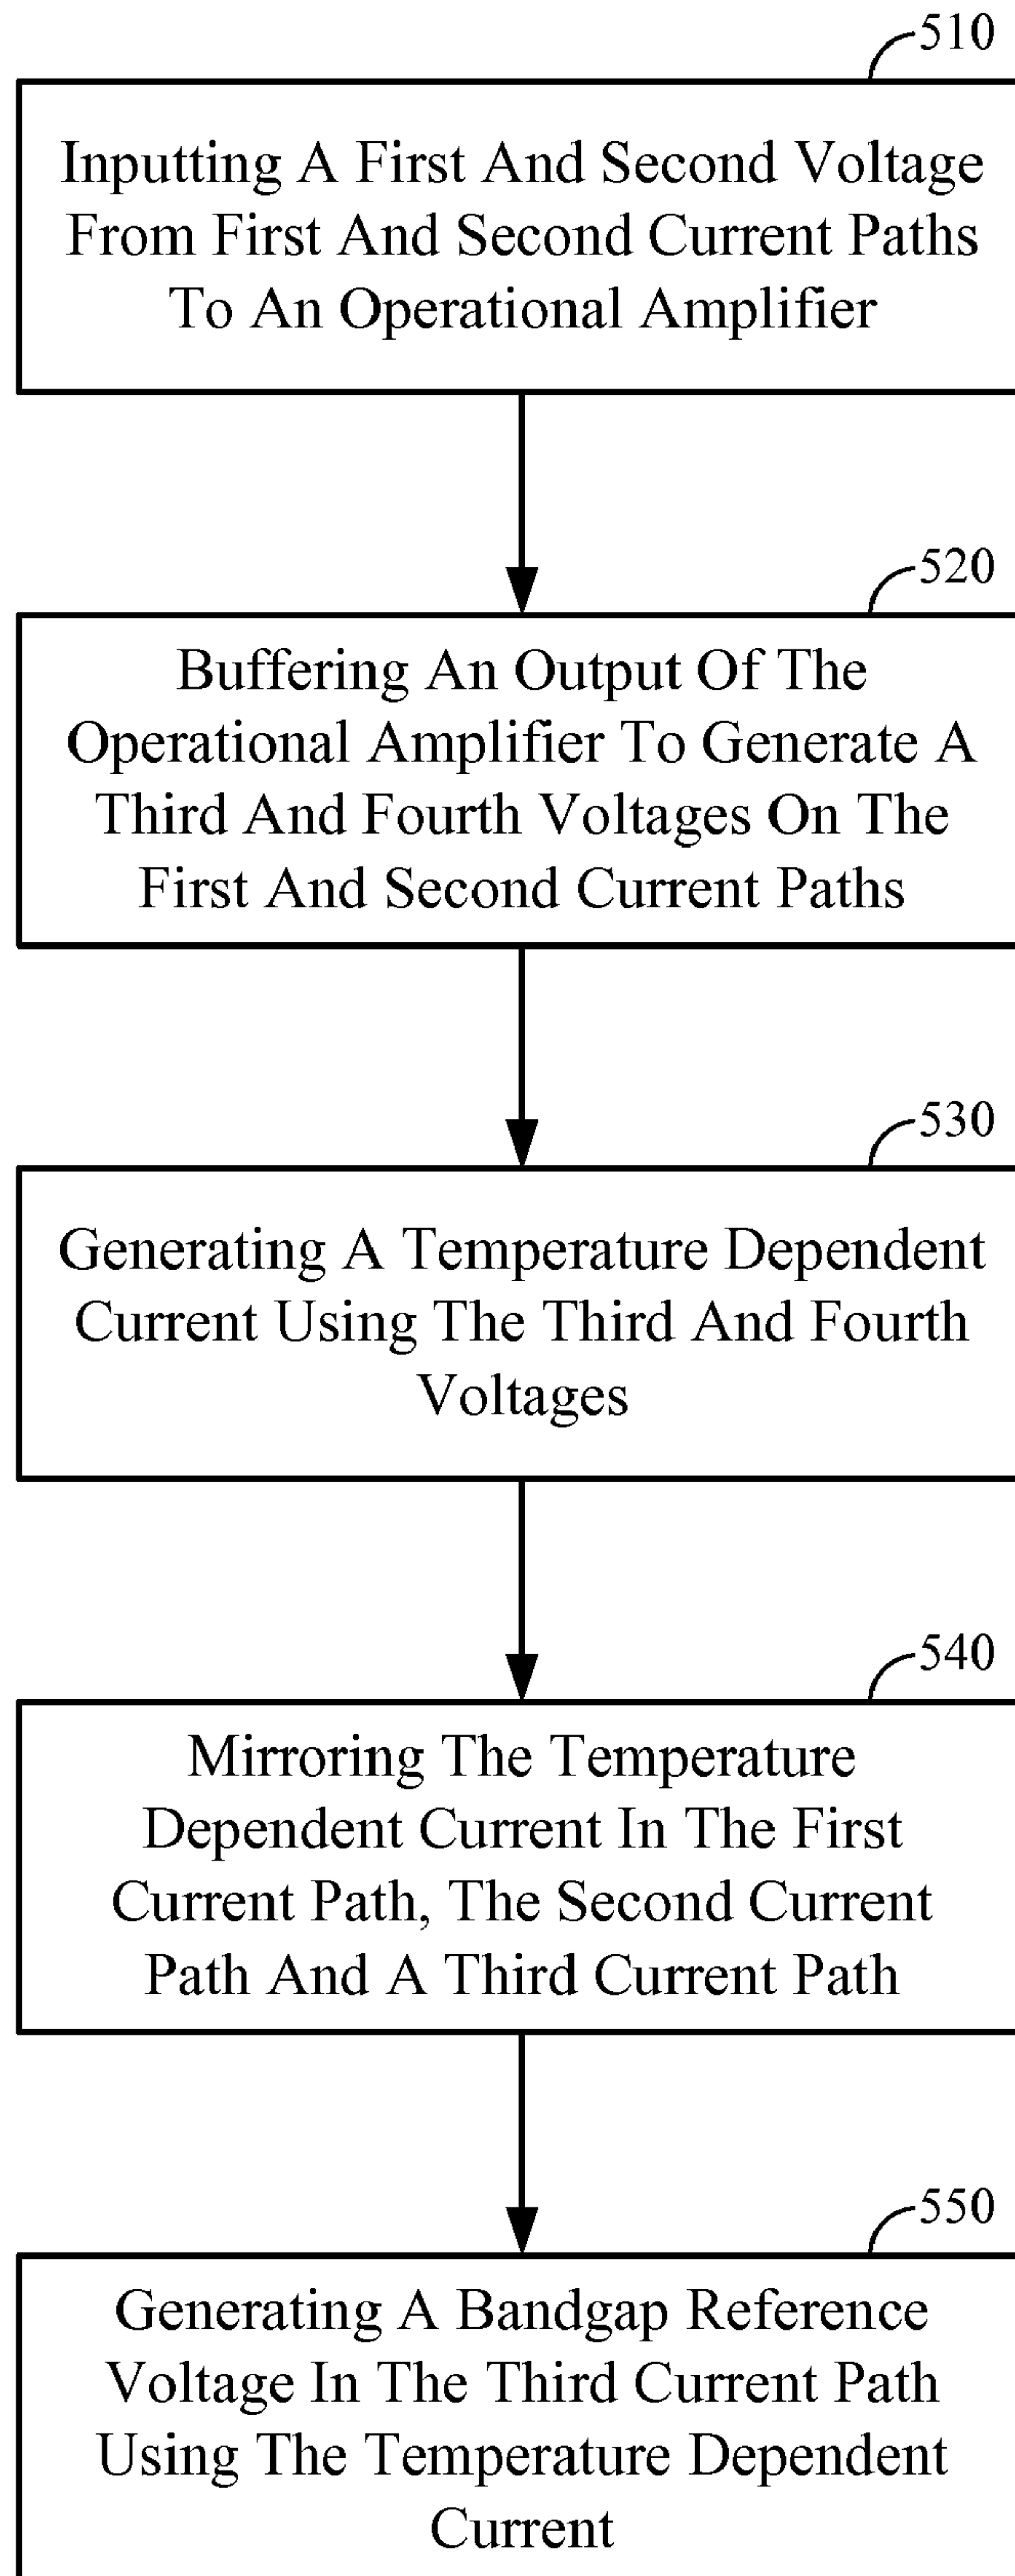 510
Inputting A First And Second Voltage
From First And Second Current Paths
To An Operational Amplifier
520
Buffering An Output Of The
Operational Amplifier To Generate A
Third And Fourth Voltages On The
First And Second Current Paths
530
Generating A Temperature Dependent
Current Using The Third And Fourth
Voltages
540
Mirroring The Temperature
Dependent Current In The First
Current Path, The Second Current
Path And A Third Current Path
550
Generating A Bandgap Reference
Voltage In The Third Current Path
Using The Temperature Dependent
Current